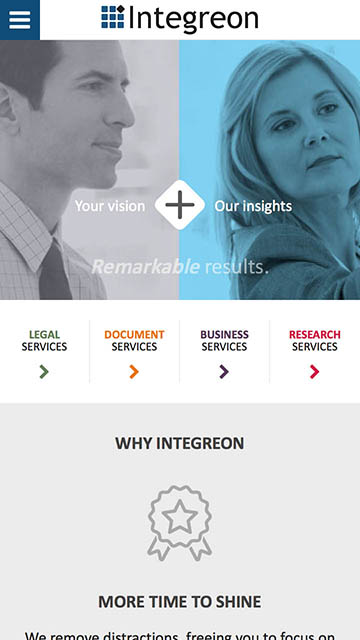 Integreon
Your vision
Our insights
Remarkable results.
LEGAL
SERVICES
DOCUMENT
SERVICES
BUSINESS
SERVICES
RESEARCH
SERVICES
WHY INTEGREON
MORE TIME TO SHINE
We remove distractions, freeing you to focus on